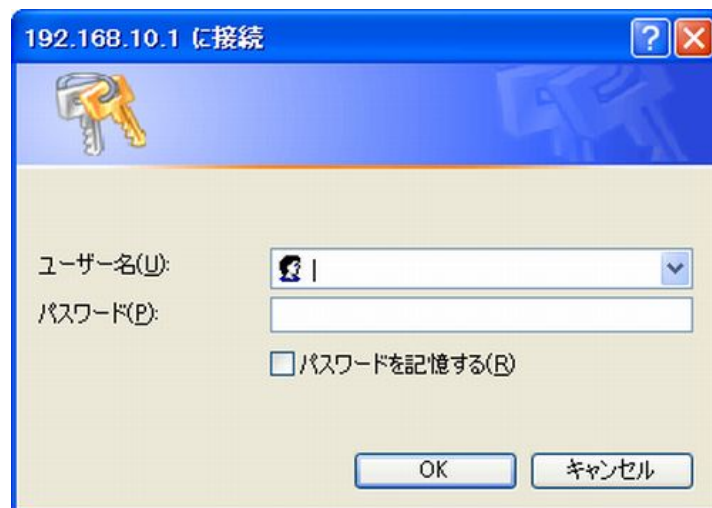 192.168.10.1 に接続
ユーザー名(U):
パスワード(P):
パスワードを記憶する(R)
OK
キャンセル